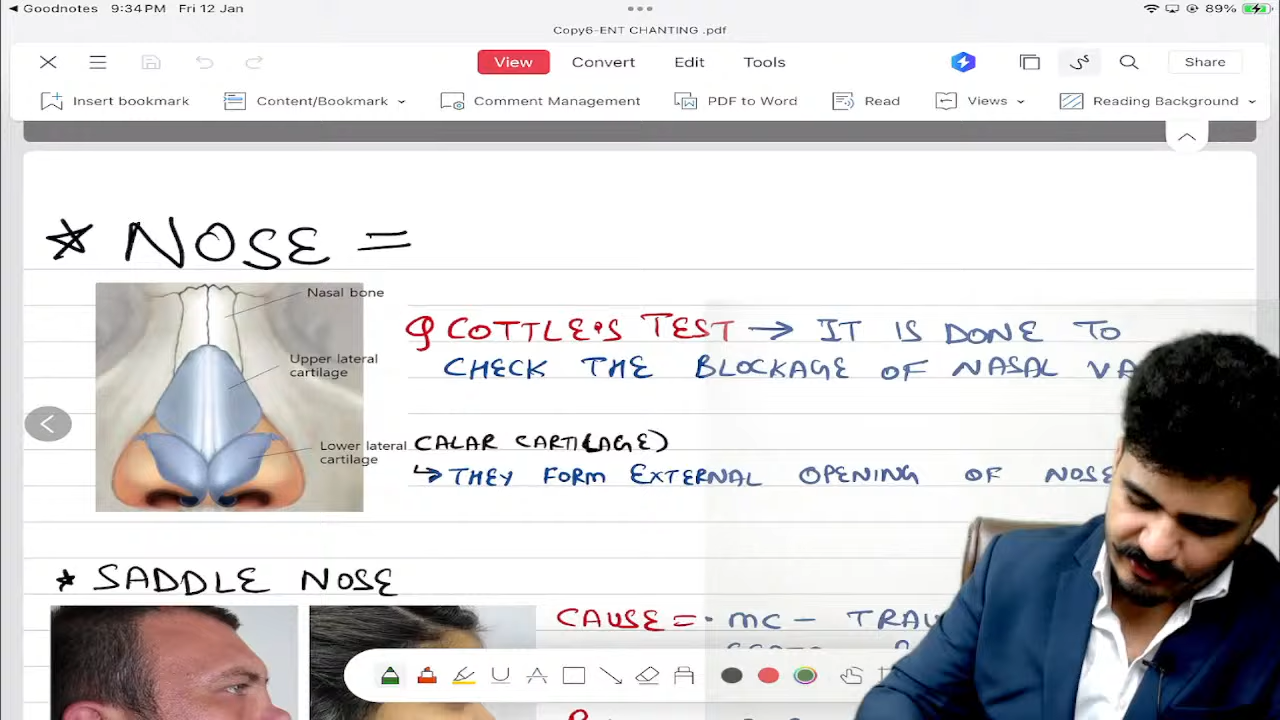 Goodnotes 9:34 PM Fri 12 Jan 89%
Copy6-ENT CHANTING .pdf
View Convert Edit Tools Share
Insert bookmark Content/Bookmark Comment Management PDF to Word Read Views Reading Background
* NOSE =
Nasal bone
Upper lateral
cartilage
Lower lateral
cartilage
COTTLE'S TEST → IT IS DONE TO
CHECK THE BLOCKAGE OF NASAL VA
(ALAR CARTILAGE)
↳ THEY FORM EXTERNAL OPENING OF NOSE
* SADDLE NOSE
CAUSE = • MC - TRAU